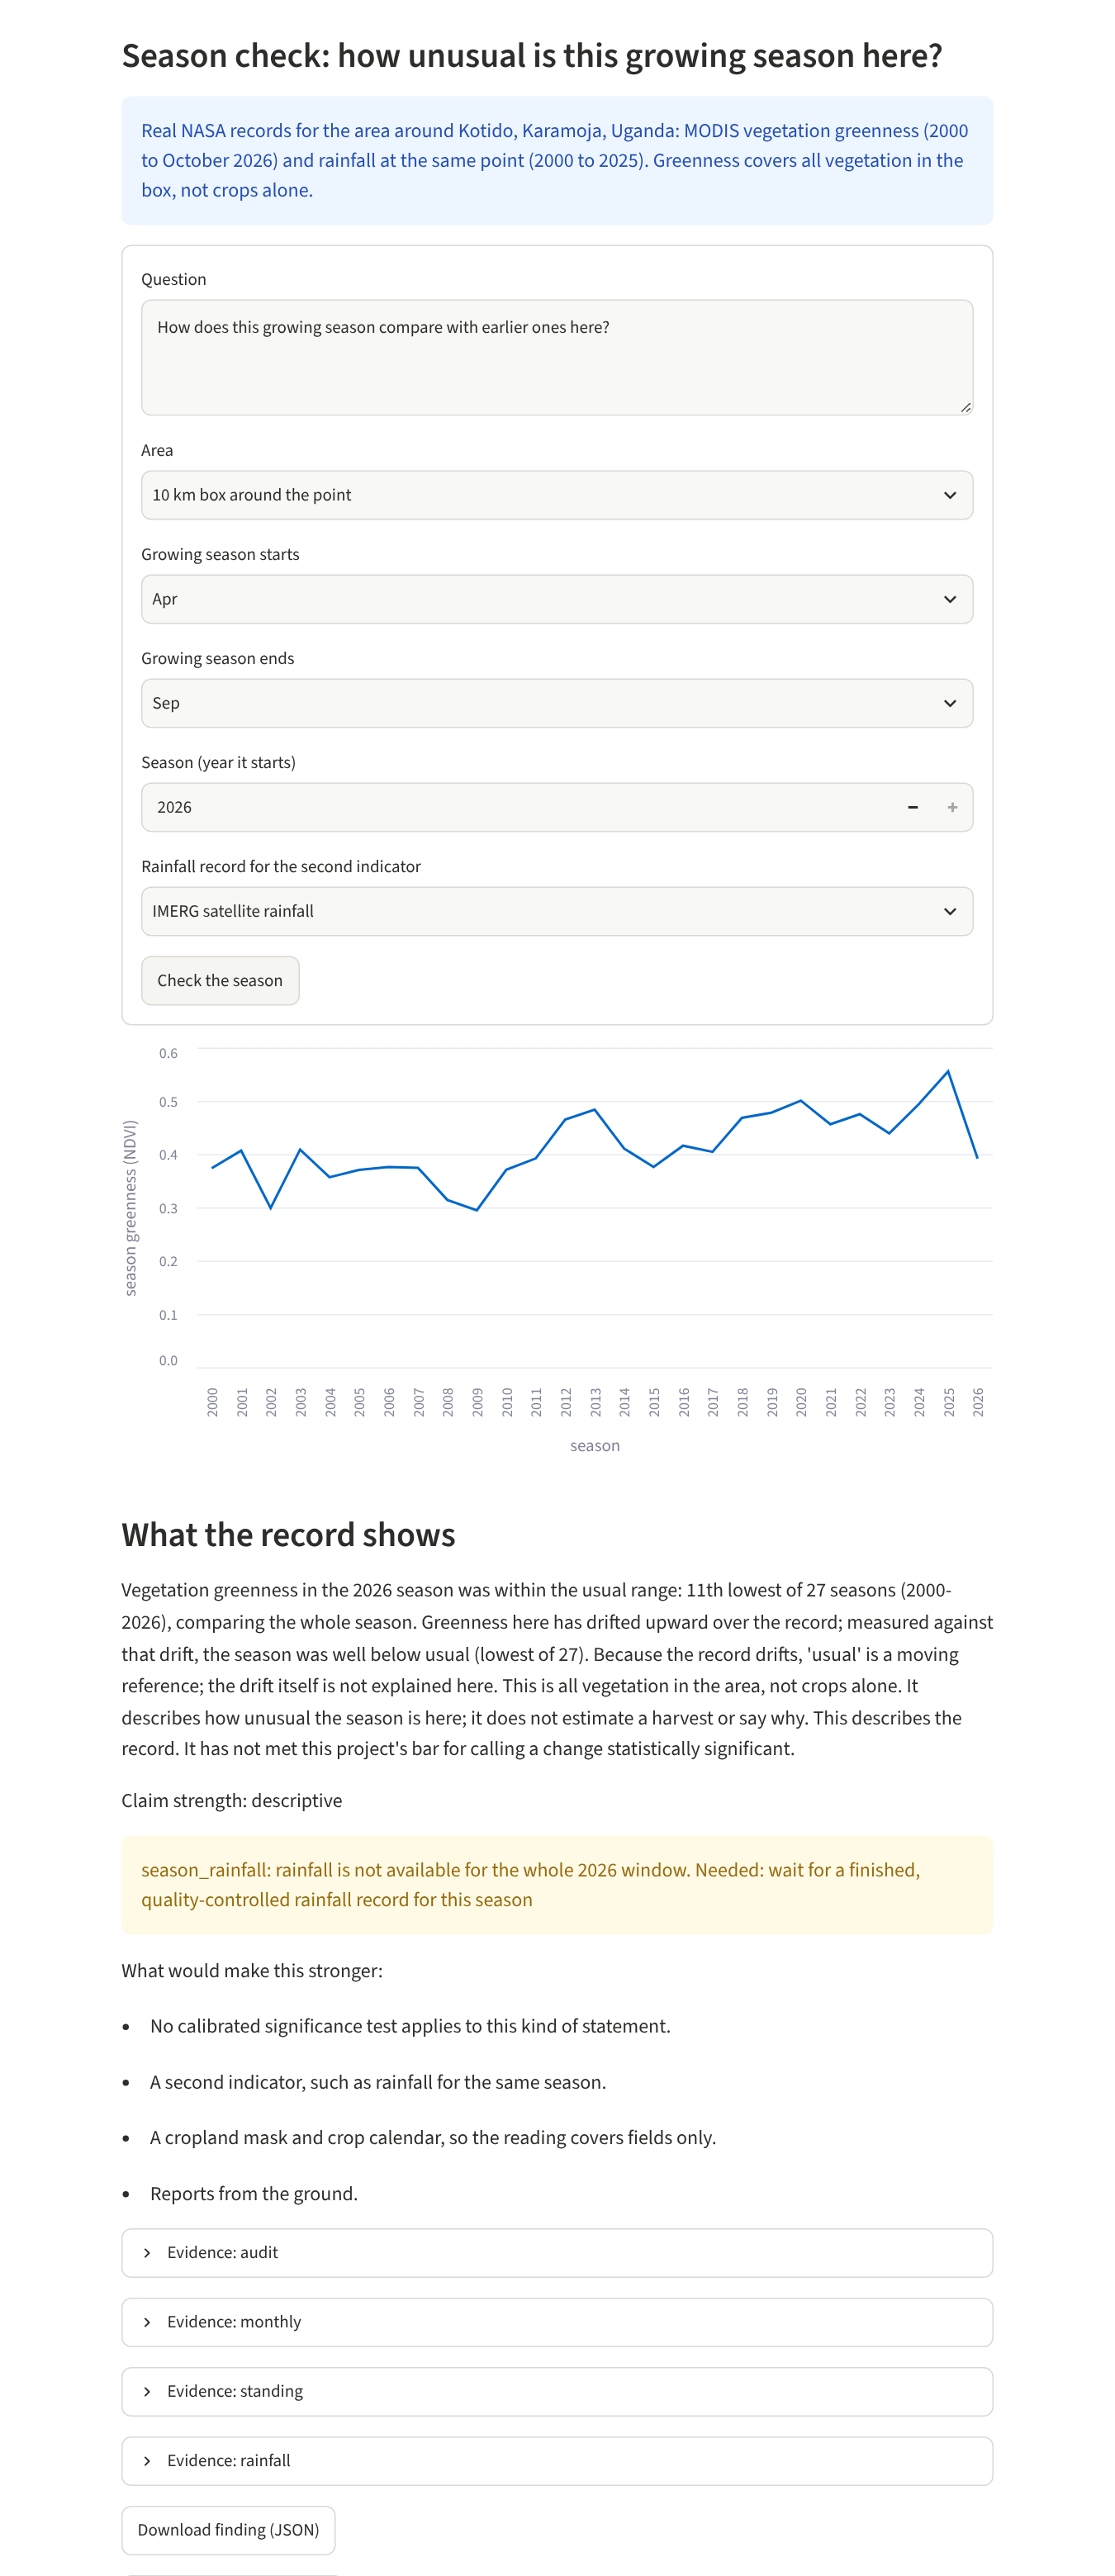 Season check: how unusual is this growing season here?
Real NASA records for the area around Kotido, Karamoja, Uganda: MODIS vegetation greenness (2000
to October 2026) and rainfall at the same point (2000 to 2025). Greenness covers all vegetation in the
box, not crops alone.
Question
How does this growing season compare with earlier ones here?
Area
10 km box around the point
Growing season starts
Apr
Growing season ends
Sep
Season (year it starts)
2026
Rainfall record for the second indicator
IMERG satellite rainfall
Check the season
0.6
0.5
0.4
0.3
0.2
0.1
0.0
season greenness (NDVI)
2000 2001 2002 2003 2004 2005 2006 2007 2008 2009 2010 2011 2012 2013 2014 2015 2016 2017 2018 2019 2020 2021 2022 2023 2024 2025 2026
season
What the record shows
Vegetation greenness in the 2026 season was within the usual range: 11th lowest of 27 seasons (2000-
2026), comparing the whole season. Greenness here has drifted upward over the record; measured against
that drift, the season was well below usual (lowest of 27). Because the record drifts, 'usual' is a moving
reference; the drift itself is not explained here. This is all vegetation in the area, not crops alone. It
describes how unusual the season is here; it does not estimate a harvest or say why. This describes the
record. It has not met this project's bar for calling a change statistically significant.
Claim strength: descriptive
season_rainfall: rainfall is not available for the whole 2026 window. Needed: wait for a finished,
quality-controlled rainfall record for this season
What would make this stronger:
• No calibrated significance test applies to this kind of statement.
• A second indicator, such as rainfall for the same season.
• A cropland mask and crop calendar, so the reading covers fields only.
• Reports from the ground.
Evidence: audit
Evidence: monthly
Evidence: standing
Evidence: rainfall
Download finding (JSON)